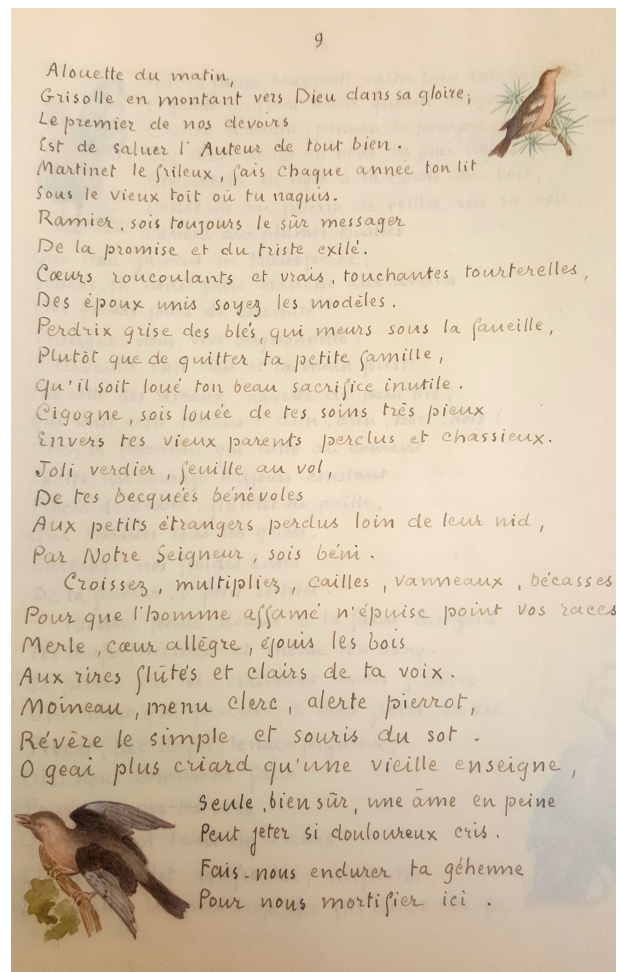 9
Alouette du matin,
Grisolle en montant vers Dieu dans sa gloire;
Le premier de nos devoirs
Est de saluer l'Auteur de tout bien.
Martinet le frileux, fais chaque année ton lit
Sous le vieux toît où tu naquis.
Ramier, sois toujours le sûr messager
De la promise et du triste exilé.
Cœurs roucoulants et vrais, touchantes tourterelles,
Des époux unis soyez les modèles.
Perdrix grise des blés, qui meurs sous la faueille,
Plutôt que de quitter ta petite famille,
Qu'il soit loué ton beau sacrifice inutile.
Cigogne, sois louée de tes soins très pieux
Envers tes vieux parents perclus et chassieux.
Joli verdier, feuille au vol,
De tes becquées bénévoles
Aux petits étrangers perdus loin de leur nid,
Par Notre Seigneur, sois béni.
Croissez, multipliez, cailles, vanneaux, bécasses
Pour que l'homme affamé n'épuise point vos races
Merle, cœur allègre, éjouis les bois
Aux rires flûtés et clairs de ta voix.
Moineau, menu clerc, alerte pierrot,
Révère le simple et souris du sot.
O geai plus criard qu'une vieille enseigne,
Seule, bien sûr, une âme en peine
Peut jeter si douloureux cris.
Fais-nous endurer ta géhenne
Pour nous mortifier ici.